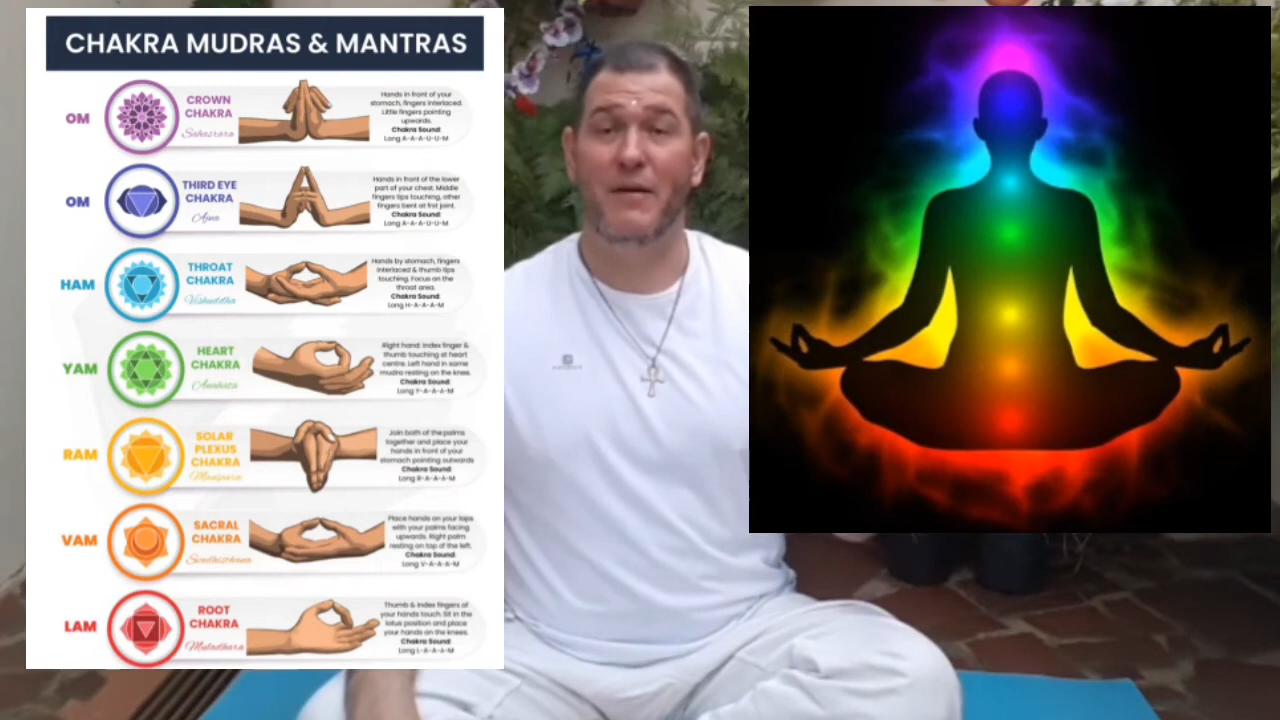 CHAKRA MUDRAS & MANTRAS
OM
CROWN
CHAKRA
Sahasrara
Hands in front of your
stomach, fingers interlaced.
Little fingers pointing
upwards.
Chakra Sound:
Long A-A-A-U-U-M
OM
THIRD EYE
CHAKRA
Ajna
Hands in front of the lower
part of your chest. Middle
fingers tips touching, other
fingers bent at first joint.
Chakra Sound:
Long A-A-A-U-U-M
HAM
THROAT
CHAKRA
Vishuddha
Hands by stomach, fingers
interlaced & thumb tips
touching. Focus on the
throat area.
Chakra Sound:
Long H-A-A-A-M
YAM
HEART
CHAKRA
Anahata
Right hand: Index finger &
thumb touching at heart
centre. Left hand in same
mudra resting on the knee.
Chakra Sound:
Long Y-A-A-A-M
RAM
SOLAR
PLEXUS
CHAKRA
Manipura
Join both of the palms
together and place your
hands in front of your
stomach pointing outwards
Chakra Sound:
Long R-A-A-A-M
VAM
SACRAL
CHAKRA
Svadhisthana
Place hands on your laps
with your palms facing
upwards. Right palm
resting on top of the left.
Chakra Sound:
Long V-A-A-A-M
LAM
ROOT
CHAKRA
Muladhara
Thumb & Index fingers of
your hands touch. Sit in the
lotus position and place
your hands on the knees.
Chakra Sound:
Long L-A-A-A-M